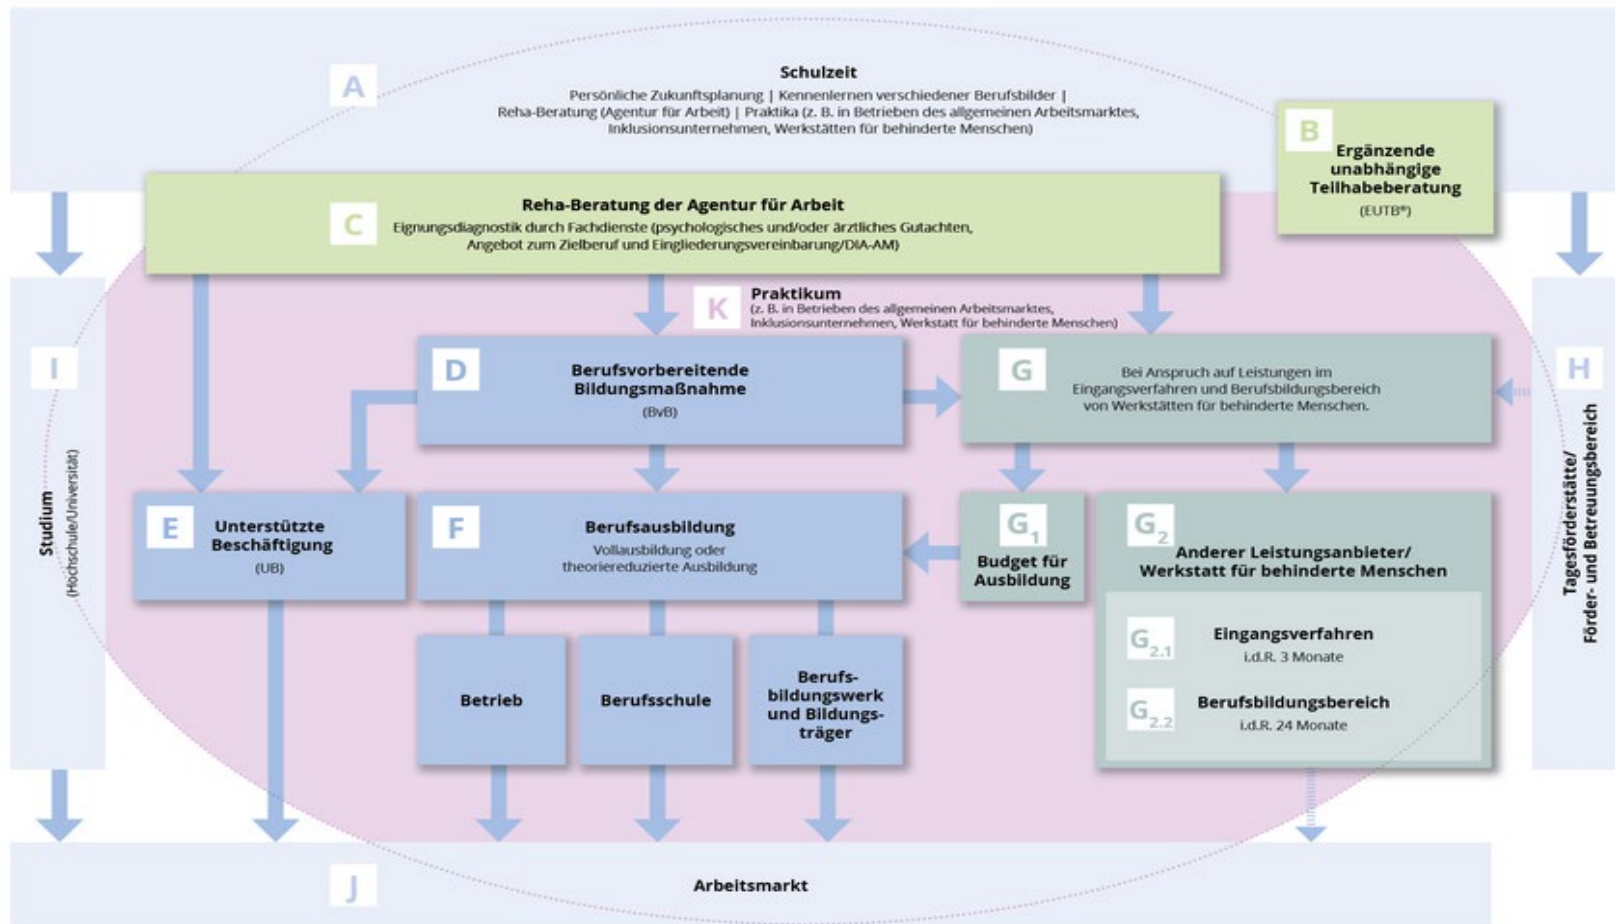 A
Schulzeit
Persönliche Zukunftsplanung | Kennenlernen verschiedener Berufsbilder |
Reha-Beratung (Agentur für Arbeit) | Praktika (z. B. in Betrieben des allgemeinen Arbeitsmarktes,
Inklusionsunternehmen, Werkstätten für behinderte Menschen)
B
Ergänzende
unabhängige
Teilhabeberatung
(EUTB®)
C
Reha-Beratung der Agentur für Arbeit
Eignungsdiagnostik durch Fachdienste (psychologisches und/oder ärztliches Gutachten,
Angebot zum Zielberuf und Eingliederungsvereinbarung/DIA-AM)
K
Praktikum
(z. B. in Betrieben des allgemeinen Arbeitsmarktes,
Inklusionsunternehmen, Werkstatt für behinderte Menschen)
I
Studium
(Hochschule/Universität)
D
Berufsvorbereitende
Bildungsmaßnahme
(BvB)
G
Bei Anspruch auf Leistungen im
Eingangsverfahren und Berufsbildungsbereich
von Werkstätten für behinderte Menschen.
H
Tagesförderstätte/
Förder- und Betreuungsbereich
E
Unterstützte
Beschäftigung
(UB)
F
Berufsausbildung
Vollausbildung oder
theoriereduzierte Ausbildung
G1
Budget für
Ausbildung
G2
Anderer Leistungsanbieter/
Werkstatt für behinderte Menschen
G2.1
Eingangsverfahren
i.d.R. 3 Monate
G2.2
Berufsbildungsbereich
i.d.R. 24 Monate
Betrieb
Berufsschule
Berufs-
bildungswerk
und Bildungs-
träger
J
Arbeitsmarkt